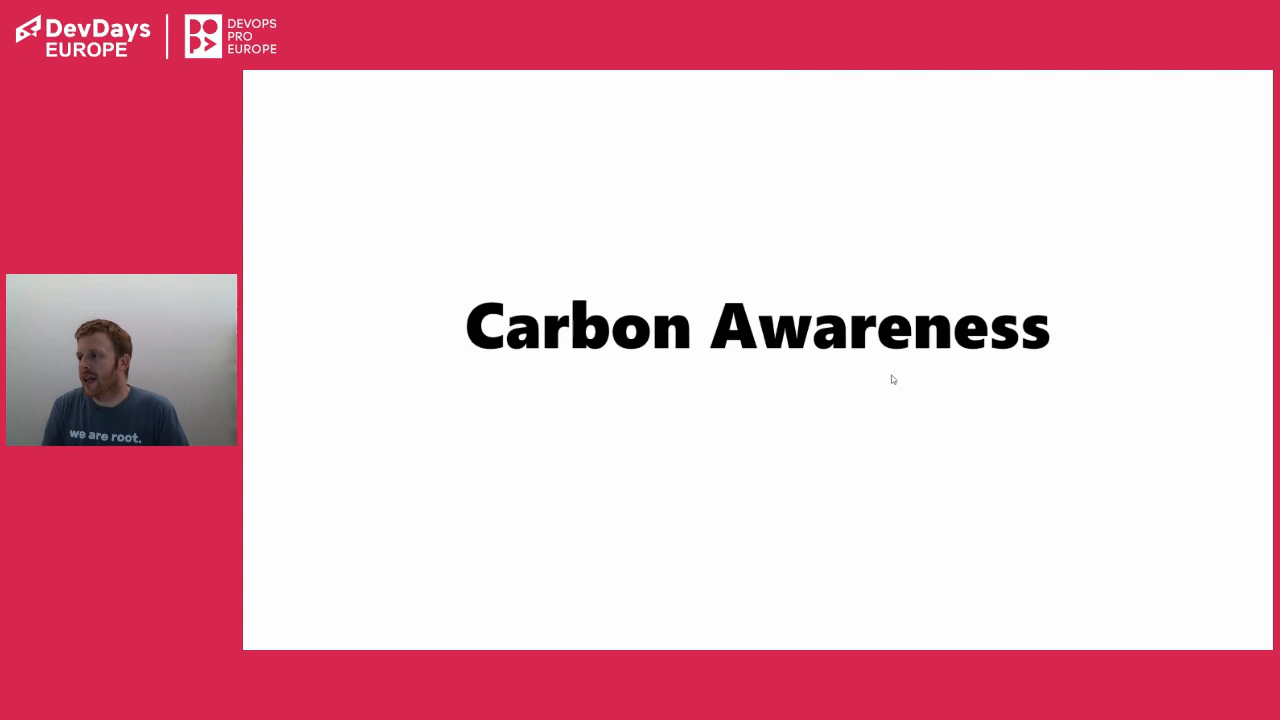 DevDays
EUROPE
DEVOPS
PRO
EUROPE
Carbon Awareness
we are root.